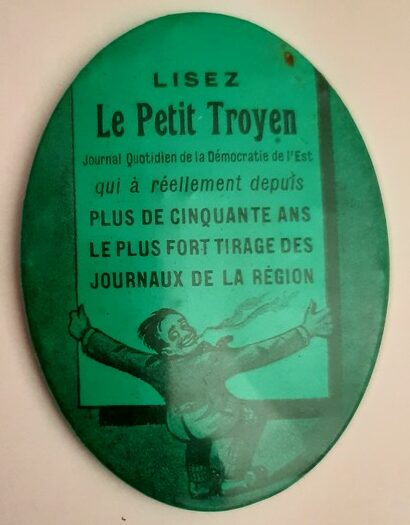 LISEZ
Le Petit Troyen
Journal Quotidien de la Démocratie de l'Est
qui à réellement depuis
PLUS DE CINQUANTE ANS
LE PLUS FORT TIRAGE DES
JOURNAUX DE LA RÉGION